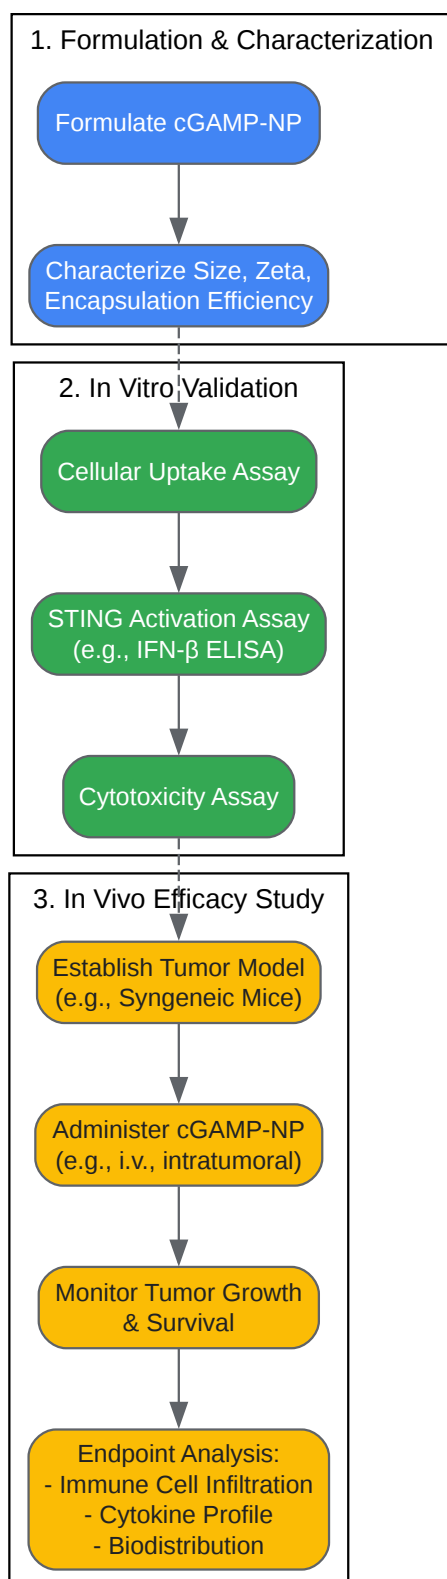 1. Formulation & Characterization
Formulate cGAMP-NP
Characterize Size, Zeta,
Encapsulation Efficiency
2. In Vitro Validation
Cellular Uptake Assay
STING Activation Assay
(e.g., IFN-β ELISA)
Cytotoxicity Assay
3. In Vivo Efficacy Study
Establish Tumor Model
(e.g., Syngeneic Mice)
Administer cGAMP-NP
(e.g., i.v., intratumoral)
Monitor Tumor Growth
& Survival
Endpoint Analysis:
- Immune Cell Infiltration
- Cytokine Profile
- Biodistribution